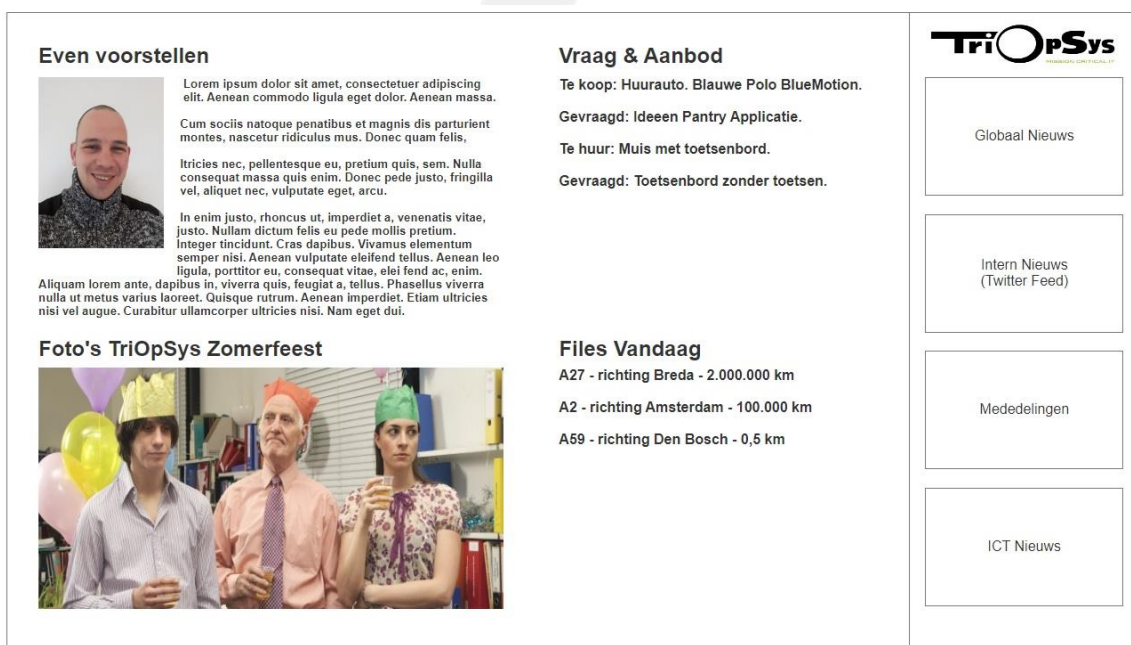 Even voorstellen
Lorem ipsum dolor sit amet, consectetuer adipiscing
elit. Aenean commodo ligula eget dolor. Aenean massa.
Cum sociis natoque penatibus et magnis dis parturient
montes, nascetur ridiculus mus. Donec quam felis,
ltricies nec, pellentesque eu, pretium quis, sem. Nulla
consequat massa quis enim. Donec pede justo, fringilla
vel, aliquet nec, vulputate eget, arcu.
In enim justo, rhoncus ut, imperdiet a, venenatis vitae,
justo. Nullam dictum felis eu pede mollis pretium.
Integer tincidunt. Cras dapibus. Vivamus elementum
semper nisi. Aenean vulputate eleifend tellus. Aenean leo
ligula, porttitor eu, consequat vitae, elei fend ac, enim.
Aliquam lorem ante, dapibus in, viverra quis, feugiat a, tellus. Phasellus viverra
nulla ut metus varius laoreet. Quisque rutrum. Aenean imperdiet. Etiam ultricies
nisi vel augue. Curabitur ullamcorper ultricies nisi. Nam eget dui.
Foto's TriOpSys Zomerfeest
Vraag & Aanbod
Te koop: Huurauto. Blauwe Polo BlueMotion.
Gevraagd: Ideeen Pantry Applicatie.
Te huur: Muis met toetsenbord.
Gevraagd: Toetsenbord zonder toetsen.
Files Vandaag
A27 - richting Breda - 2.000.000 km
A2 - richting Amsterdam - 100.000 km
A59 - richting Den Bosch - 0,5 km
TriOpSys
MISSION CRITICAL IT
Globaal Nieuws
Intern Nieuws
(Twitter Feed)
Mededelingen
ICT Nieuws